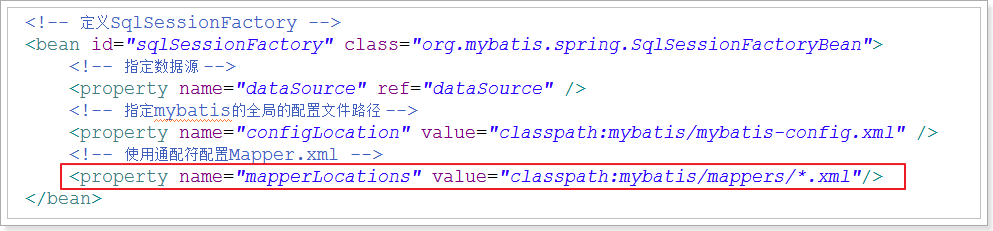 <!-- 定义SqlSessionFactory -->
<bean id="sqlSessionFactory" class="org.mybatis.spring.SqlSessionFactoryBean">
<!-- 指定数据源 -->
<property name="dataSource" ref="dataSource" />
<!-- 指定mybatis的全局的配置文件路径 -->
<property name="configLocation" value="classpath:mybatis/mybatis-config.xml" />
<!-- 使用通配符配置Mapper.xml -->
<property name="mapperLocations" value="classpath:mybatis/mappers/*.xml"/>
</bean>